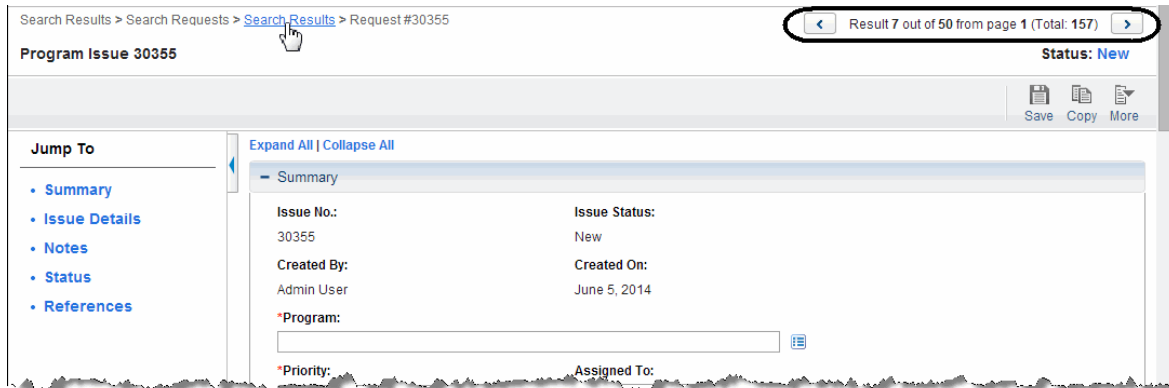 Search Results > Search Requests > Search Results > Request #30355
Result 7 out of 50 from page 1 (Total: 157)
Program Issue 30355
Status: New
Save Copy More
Jump To
• Summary
• Issue Details
• Notes
• Status
• References
Expand All | Collapse All
– Summary
Issue No.: Issue Status:
30355 New
Created By: Created On:
Admin User June 5, 2014
*Program:
*Priority: Assigned To: